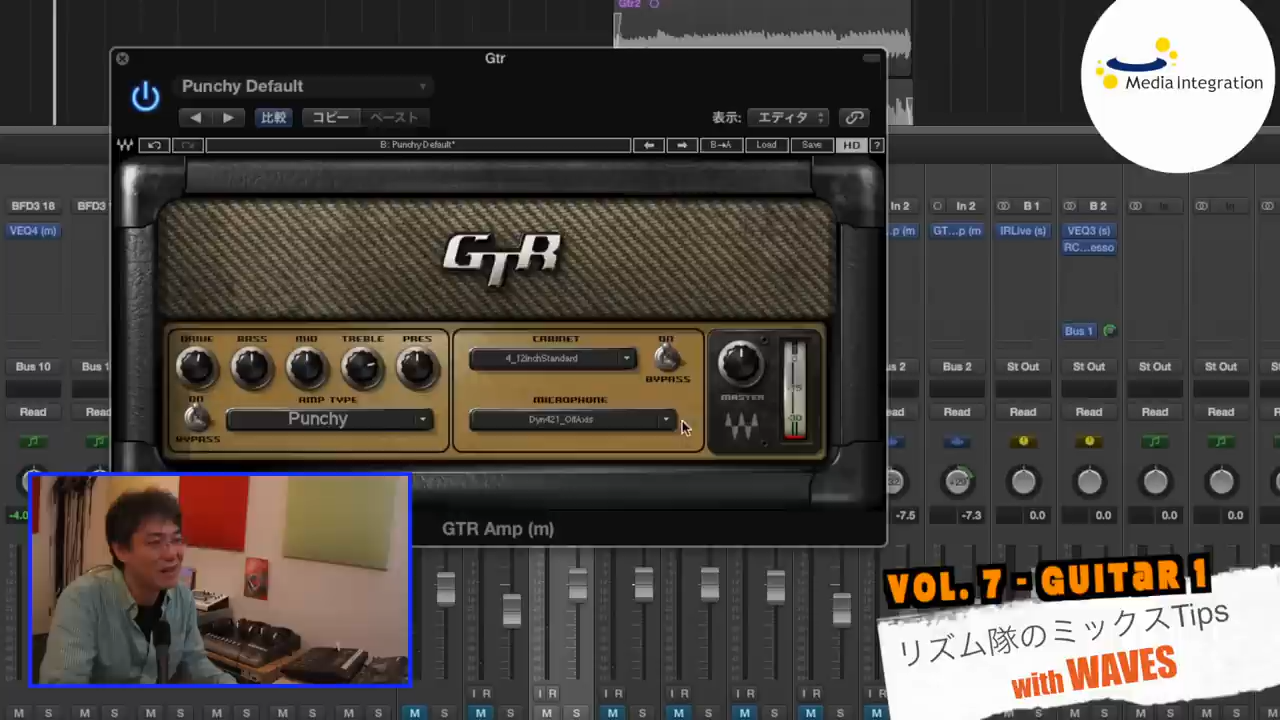 Gtr2
Gtr
Media Integration
Punchy Default
比較
コピー
ペースト
表示:
エディタ
B: Punchy Default*
B→A
Load
Save
HD
?
BFD3 18
BFD3
In 2
In 2
B 1
B 2
In
In
VEQ4 (m)
GT...p (m
IRLive (s)
VEQ3 (s)
RC...esso
GTR
Bus 1
DRIVE
BASS
MID
TREBLE
PRES
CABINET
ON
4_12inchStandard
BYPASS
MASTER
Bus 10
Bus 2
St Out
St Out
St Out
St Out
ON
AMP TYPE
MICROPHONE
Punchy
Dyn421_OffAxis
BYPASS
Read
Read
Read
Read
Read
Read
Read
-4.0
-7.5
-7.3
0.0
0.0
0.0
0.0
GTR Amp (m)
VOL. 7 - GUITAR 1
リズム隊のミックスTips
with WAVES
I R
I R
I R
I R
I R
I R
M S M S M S M S M S M S M S M S M S M S M S M S M